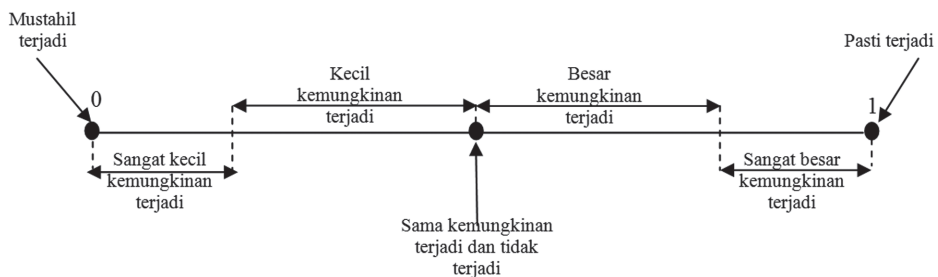 Mustahil
terjadi
Pasti terjadi
0
Kecil
kemungkinan
terjadi
Besar
kemungkinan
terjadi
1
Sangat kecil
kemungkinan
terjadi
Sangat besar
kemungkinan
terjadi
Sama kemungkinan
terjadi dan tidak
terjadi